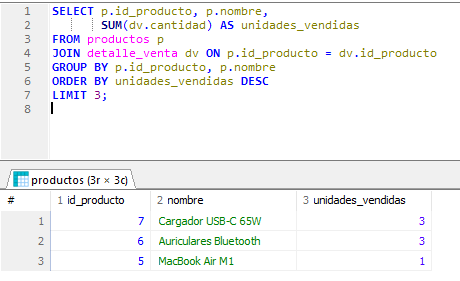 1 SELECT p.id_producto, p.nombre,
2 SUM(dv.cantidad) AS unidades_vendidas
3 FROM productos p
4 JOIN detalle_venta dv ON p.id_producto = dv.id_producto
5 GROUP BY p.id_producto, p.nombre
6 ORDER BY unidades_vendidas DESC
7 LIMIT 3;
8
productos (3r × 3c)
# 1 id_producto 2 nombre 3 unidades_vendidas
1 7 Cargador USB-C 65W 3
2 6 Auriculares Bluetooth 3
3 5 MacBook Air M1 1